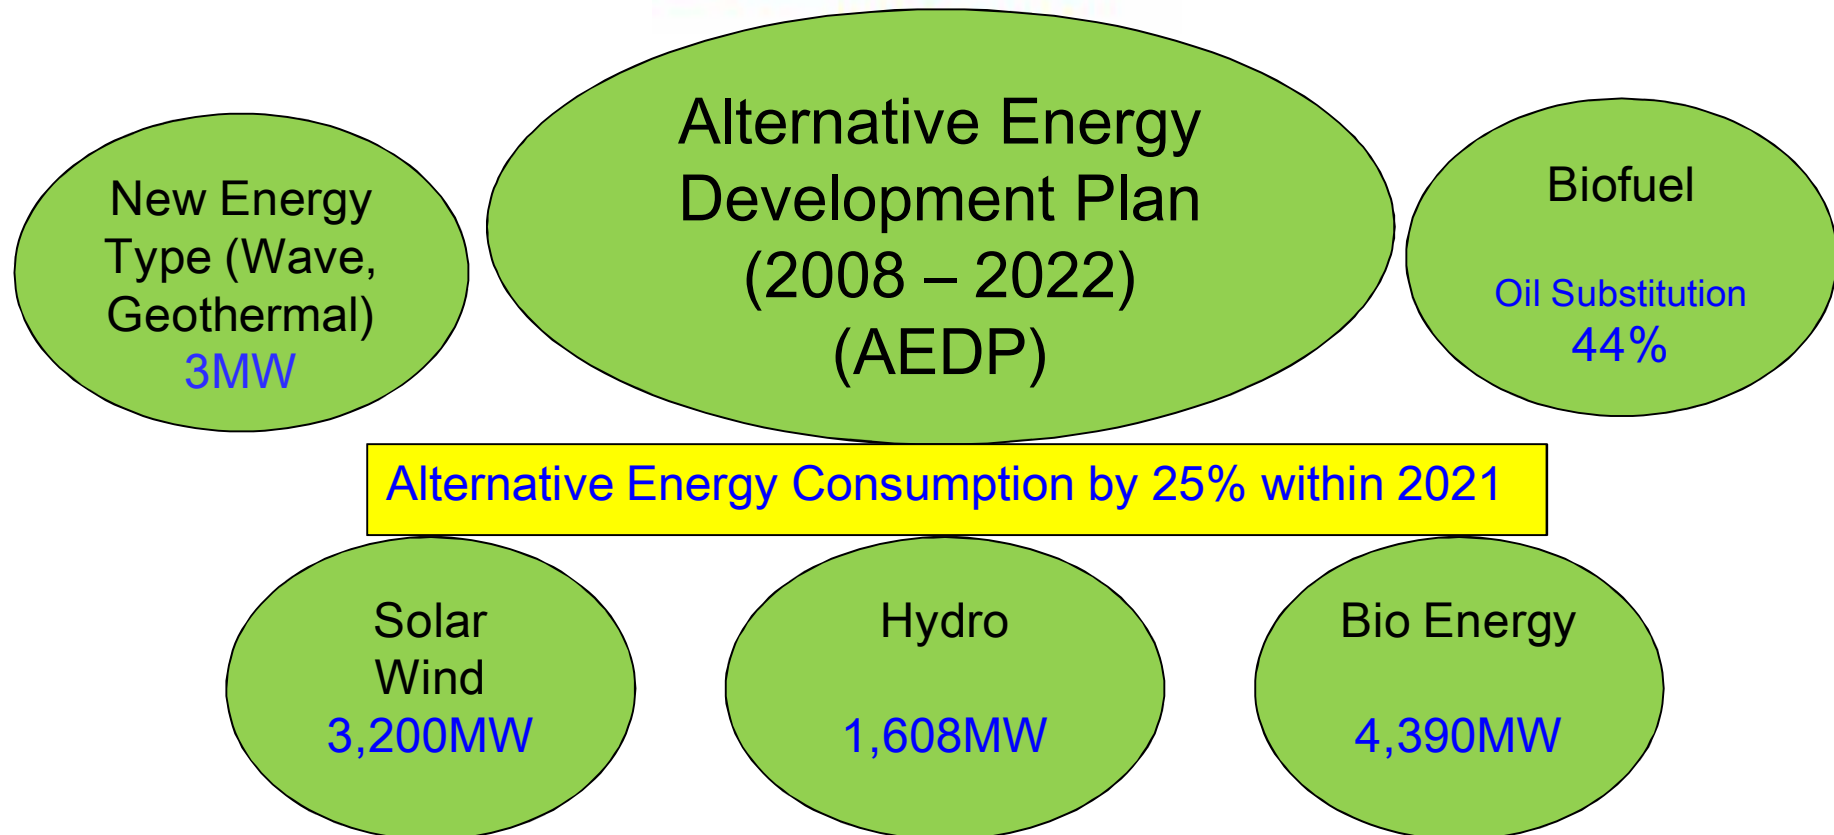 Alternative Energy
Development Plan
(2008 – 2022)
(AEDP)
New Energy
Type (Wave,
Geothermal)
3MW
Biofuel
Oil Substitution
44%
Alternative Energy Consumption by 25% within 2021
Solar
Wind
3,200MW
Hydro
1,608MW
Bio Energy
4,390MW